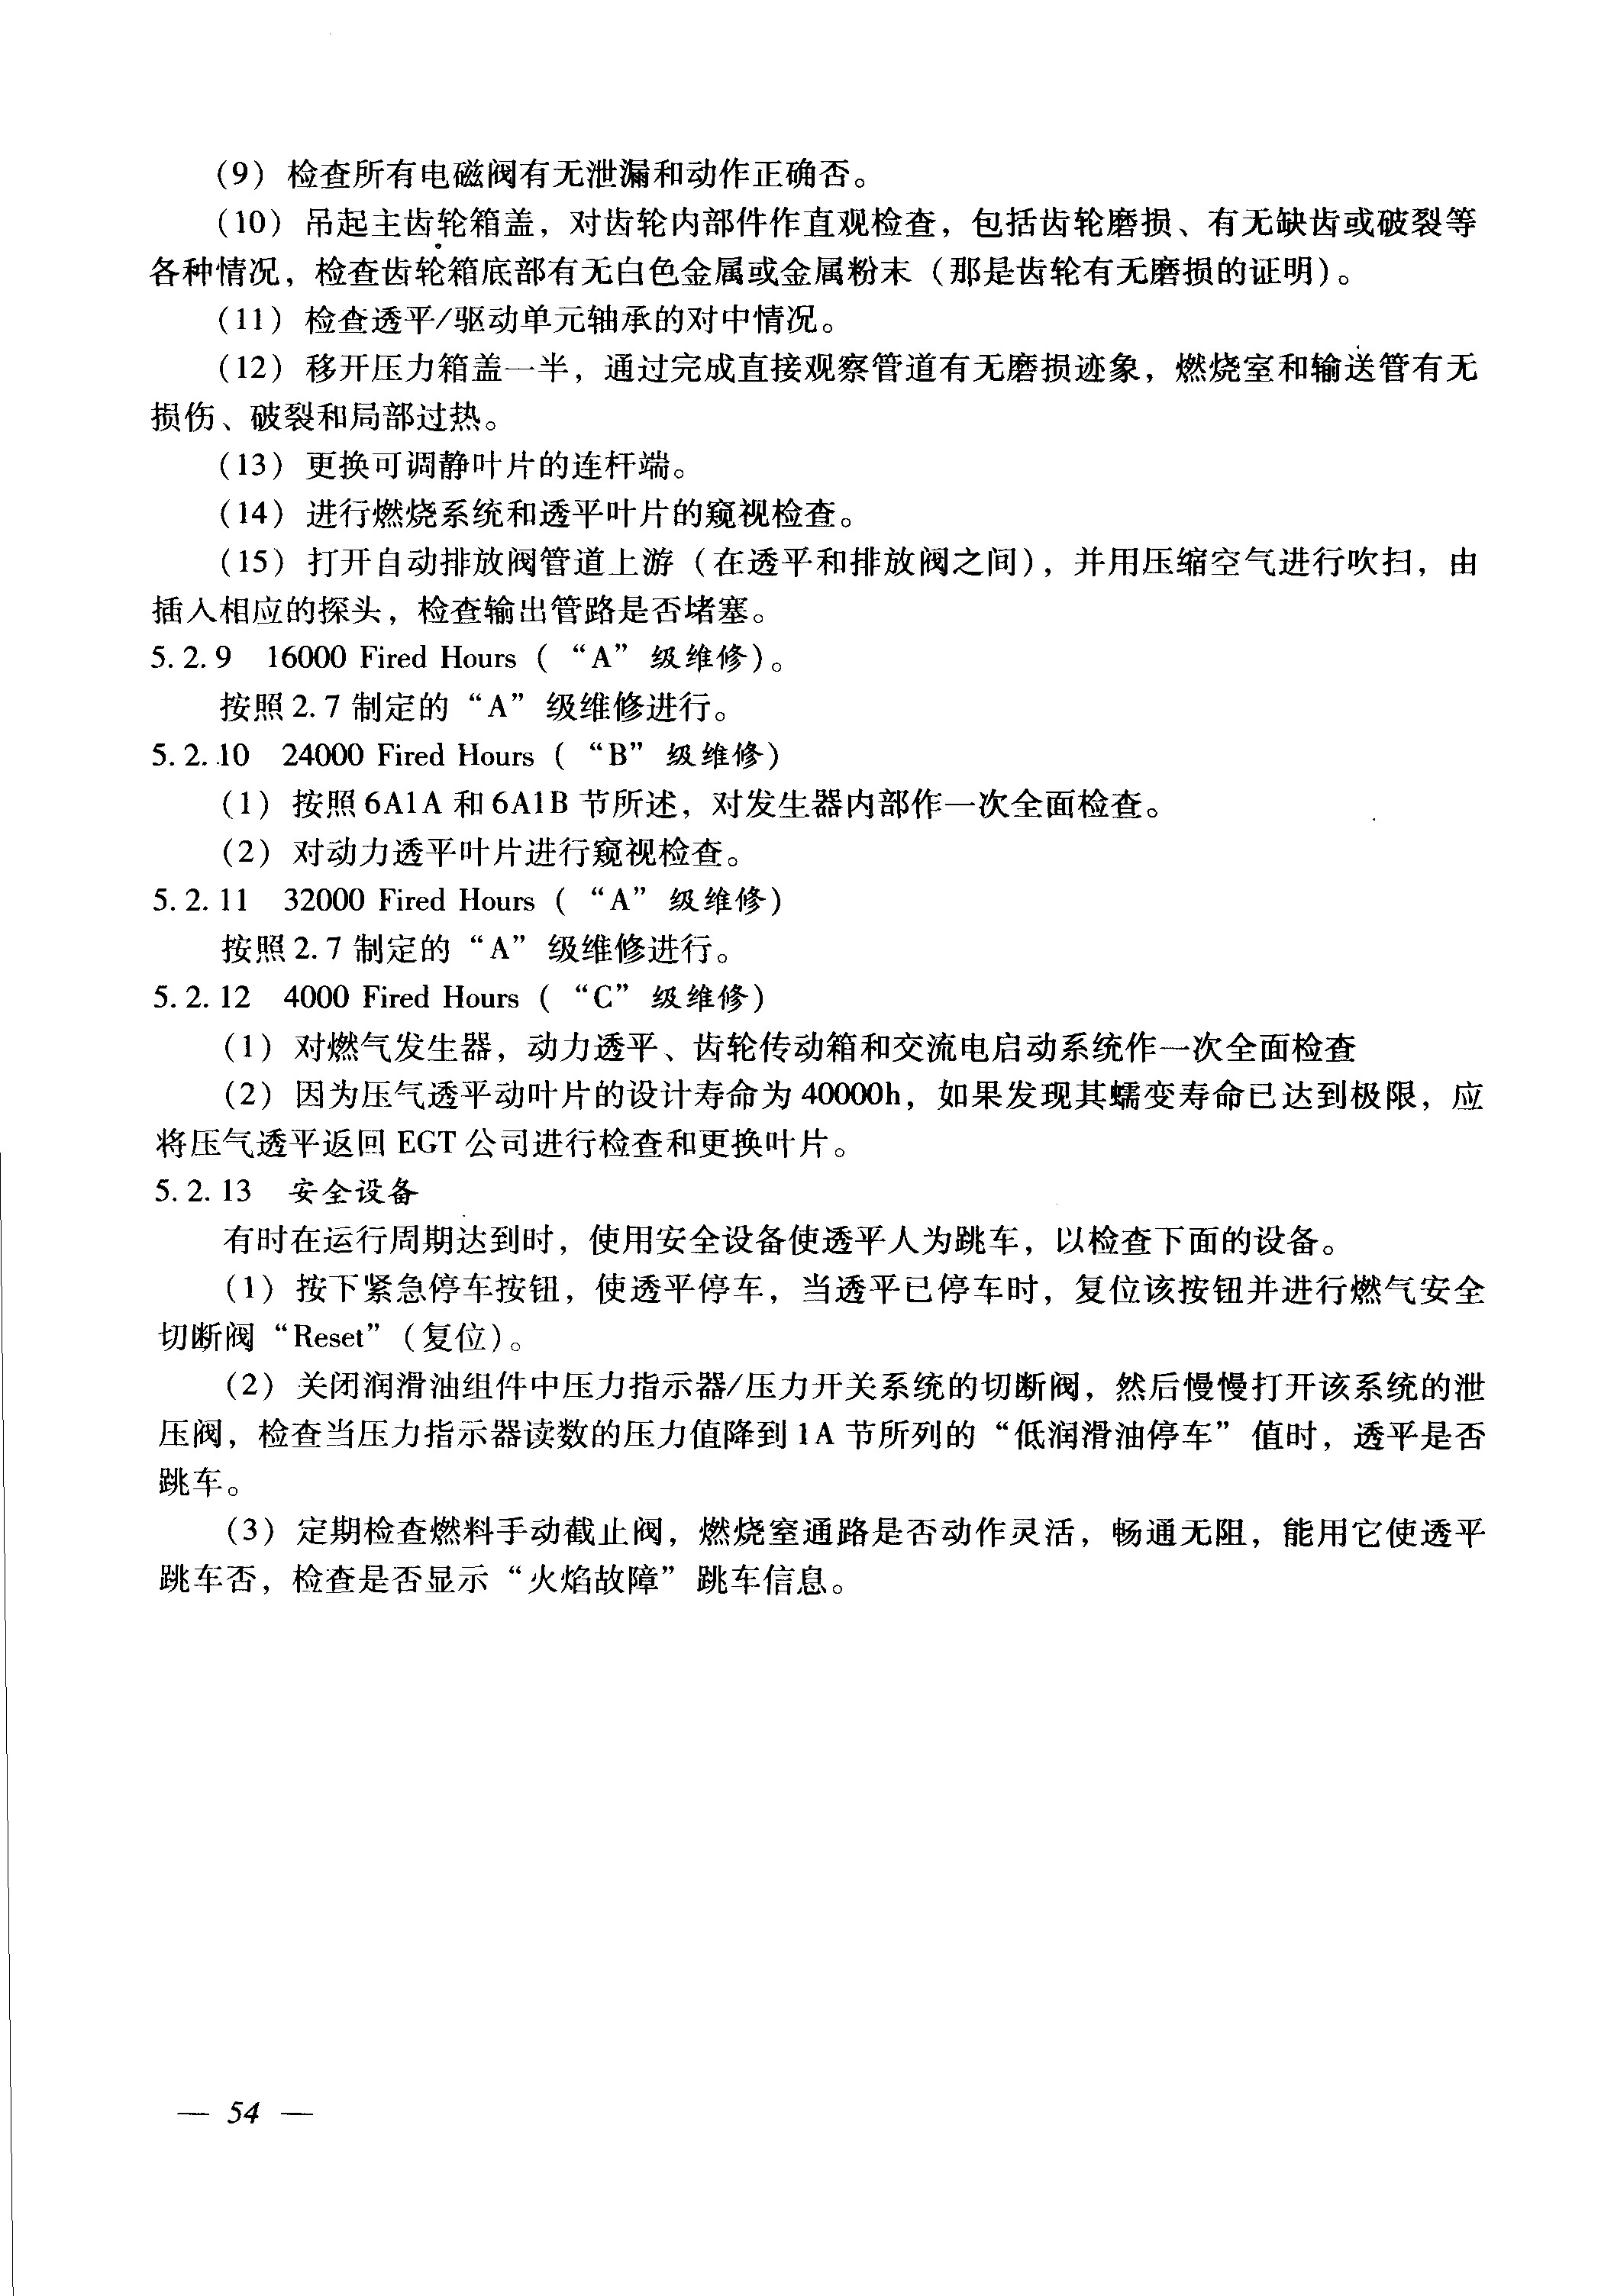 (9) 检查所有电磁阀有无泄漏和动作正确否。
(10) 吊起主齿轮箱盖，对齿轮内部件作直观检查，包括齿轮磨损、有无缺齿或破裂等
各种情况，检查齿轮箱底部有无白色金属或金属粉末（那是齿轮有无磨损的证明）。
(11) 检查透平/驱动单元轴承的对中情况。
(12) 移开压力箱盖一半，通过完成直接观察管道有无磨损迹象，燃烧室和输送管有无
损伤、破裂和局部过热。
(13) 更换可调静叶片的连杆端。
(14) 进行燃烧系统和透平叶片的窥视检查。
(15) 打开自动排放阀管道上游（在透平和排放阀之间），并用压缩空气进行吹扫，由
插入相应的探头，检查输出管路是否堵塞。
5.2.9 16000 Fired Hours（“A”级维修）。
按照2.7制定的“A”级维修进行。
5.2.10 24000 Fired Hours（“B”级维修）
(1) 按照6A1A和6A1B节所述，对发生器内部作一次全面检查。
(2) 对动力透平叶片进行窥视检查。
5.2.11 32000 Fired Hours（“A”级维修）
按照2.7制定的“A”级维修进行。
5.2.12 4000 Fired Hours（“C”级维修）
(1) 对燃气发生器，动力透平、齿轮传动箱和交流电启动系统作一次全面检查
(2) 因为压气透平动叶片的设计寿命为40000h，如果发现其蠕变寿命已达到极限，应
将压气透平返回EGT公司进行检查和更换叶片。
5.2.13 安全设备
有时在运行周期达到时，使用安全设备使透平人为跳车，以检查下面的设备。
(1) 按下紧急停车按钮，使透平停车，当透平已停车时，复位该按钮并进行燃气安全
切断阀“Reset”（复位）。
(2) 关闭润滑油组件中压力指示器/压力开关系统的切断阀，然后慢慢打开该系统的泄
压阀，检查当压力指示器读数的压力值降到1A节所列的“低润滑油停车”值时，透平是否
跳车。
(3) 定期检查燃料手动截止阀，燃烧室通路是否动作灵活，畅通无阻，能用它使透平
跳车否，检查是否显示“火焰故障”跳车信息。
— 54 —